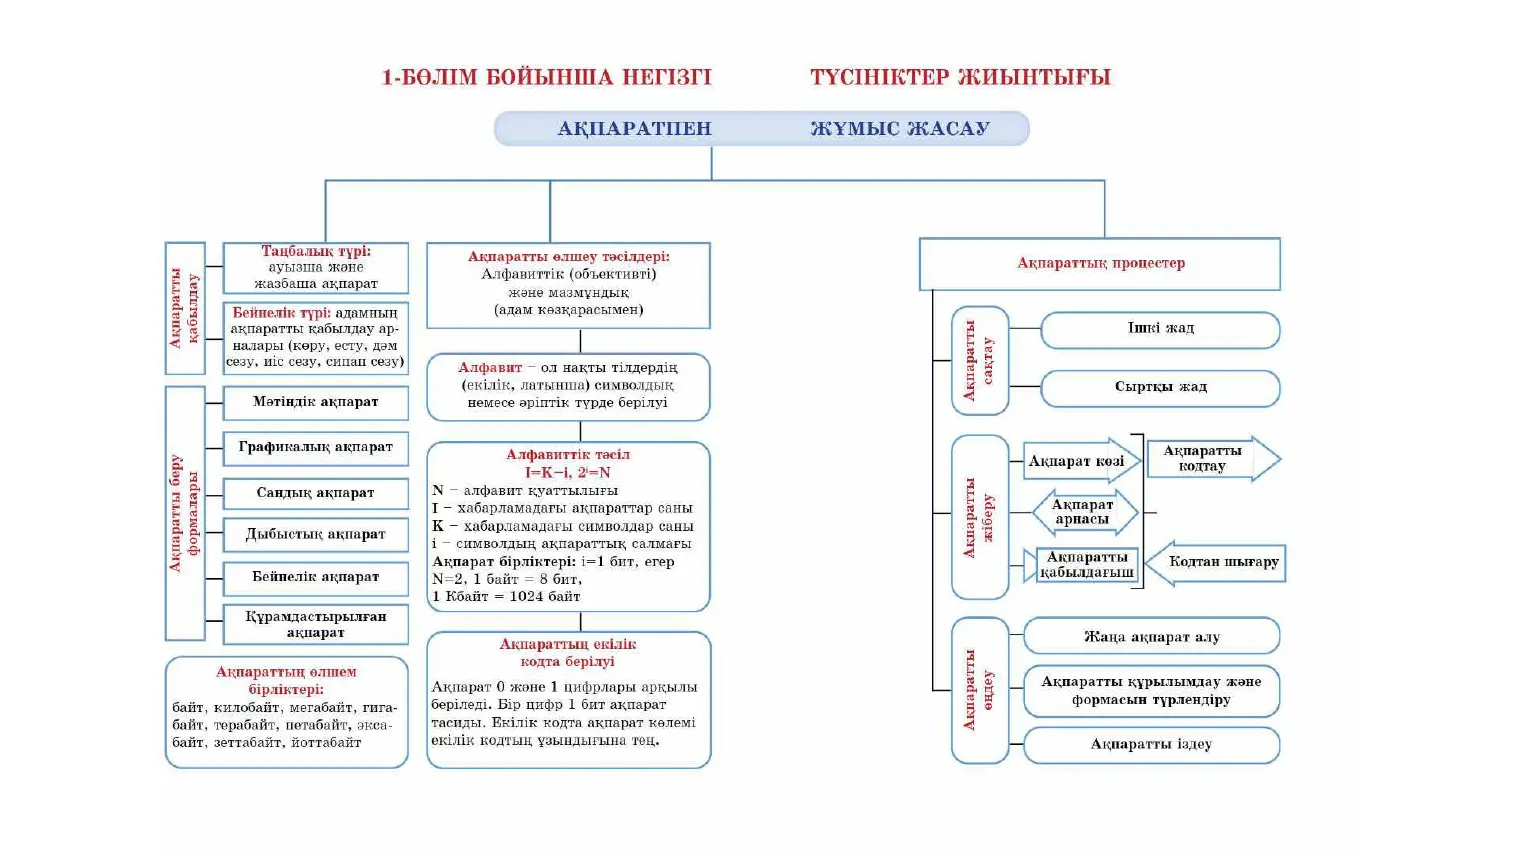 1-БӨЛІМ БОЙЫНША НЕГІЗГІ ТҮСІНІКТЕР ЖИЫНТЫҒЫ
АҚПАРАТПЕН ЖҰМЫС ЖАСАУ
Ақпаратты
қабылдау
Таңбалық түрі:
ауызша және
жазбаша ақпарат
Бейнелік түрі: адамның
ақпаратты қабылдау ар-
налары (көру, есту, дәм
сезу, иіс сезу, сипап сезу)
Ақпаратты беру
формалары
Мәтіндік ақпарат
Графикалық ақпарат
Сандық ақпарат
Дыбыстық ақпарат
Бейнелік ақпарат
Құрамдастырылған
ақпарат
Ақпараттың өлшем
бірліктері:
байт, килобайт, мегабайт, гига-
байт, терабайт, петабайт, экса-
байт, зеттабайт, йоттабайт
Ақпаратты өлшеу тәсілдері:
Алфавиттік (объективті)
және мазмұндық
(адам көзқарасымен)
Алфавит – ол нақты тілдердің
(екілік, латынша) символдық
немесе әріптік түрде берілуі
Алфавиттік тәсіл
I=K–i, 2ⁱ=N
N – алфавит қуаттылығы
I – хабарламадағы ақпараттар саны
K – хабарламадағы символдар саны
i – символдың ақпараттық салмағы
Ақпарат бірліктері: i=1 бит, егер
N=2, 1 байт = 8 бит,
1 Кбайт = 1024 байт
Ақпараттың екілік
кодта берілуі
Ақпарат 0 және 1 цифрлары арқылы
беріледі. Бір цифр 1 бит ақпарат
тасиды. Екілік кодта ақпарат көлемі
екілік кодтың ұзындығына тең.
Ақпараттық процестер
Ақпаратты
сақтау
Ішкі жад
Сыртқы жад
Ақпаратты
жіберу
Ақпарат көзі
Ақпаратты
кодтау
Ақпарат
арнасы
Ақпаратты
қабылдағыш
Кодтан шығару
Ақпаратты
өңдеу
Жаңа ақпарат алу
Ақпаратты құрылымдау және
формасын түрлендіру
Ақпаратты іздеу